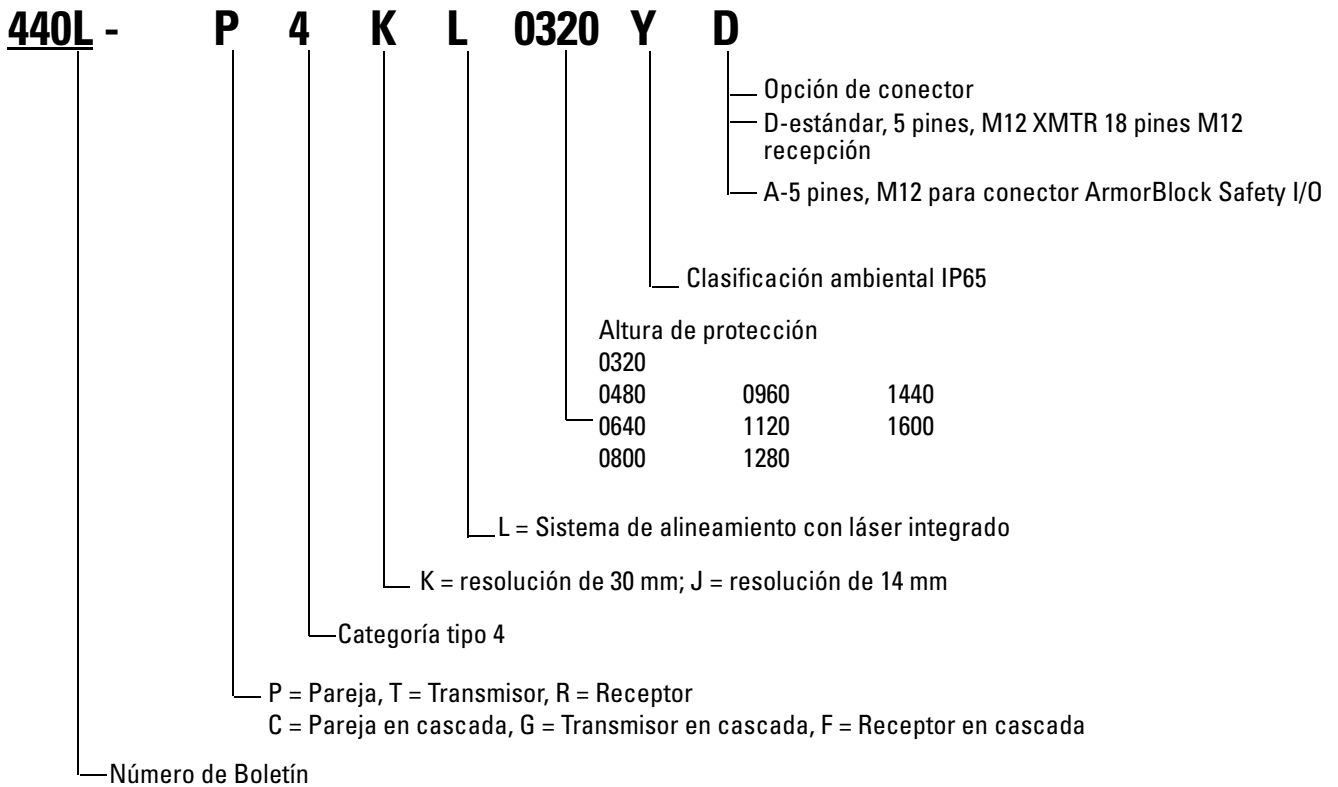 440L - P 4 K L 0320 Y D
Opción de conector
D-estándar, 5 pines, M12 XMTR 18 pines M12
recepción
A-5 pines, M12 para conector ArmorBlock Safety I/O
Clasificación ambiental IP65
Altura de protección
0320
0480 0960 1440
0640 1120 1600
0800 1280
L = Sistema de alineamiento con láser integrado
K = resolución de 30 mm; J = resolución de 14 mm
Categoría tipo 4
P = Pareja, T = Transmisor, R = Receptor
C = Pareja en cascada, G = Transmisor en cascada, F = Receptor en cascada
Número de Boletín